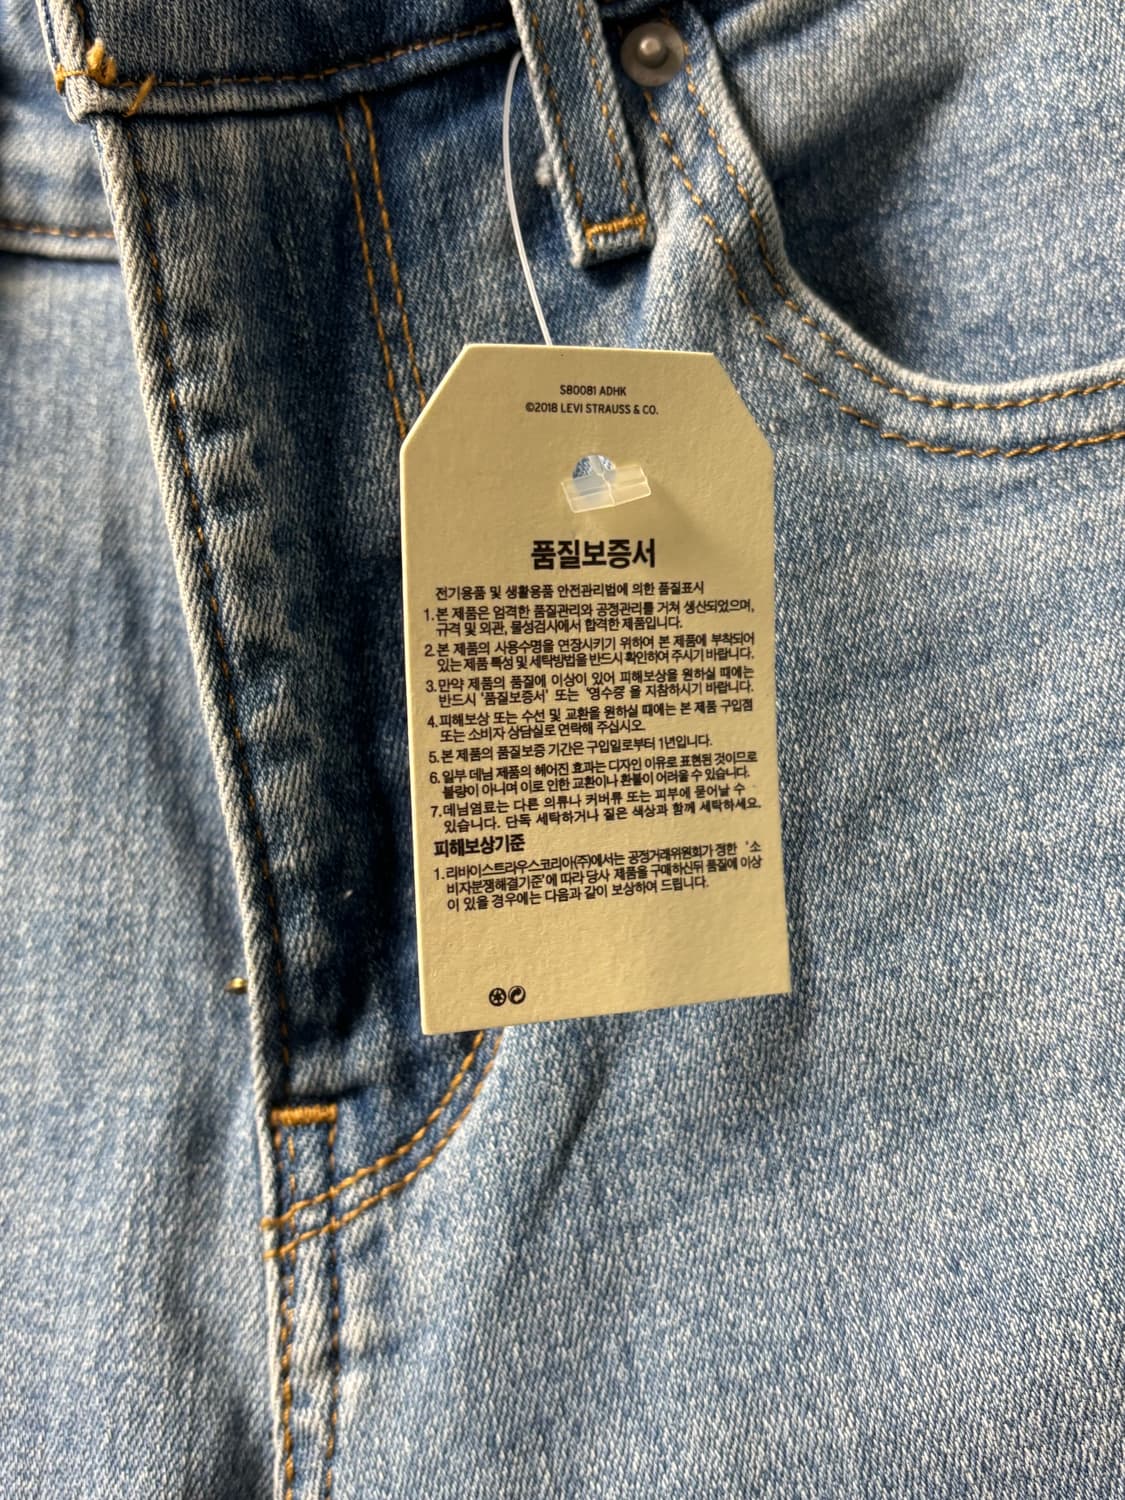 S80081 ADHK
©2018 LEVI STRAUSS & CO.
품질보증서
전기용품 및 생활용품 안전관리법에 의한 품질표시
1. 본 제품은 엄격한 품질관리와 공정관리를 거쳐 생산되었으며,
규격 및 외관, 물성검사에서 합격한 제품입니다.
2. 본 제품의 사용수명을 연장시키기 위하여 본 제품에 부착되어
있는 제품 특성 및 세탁방법을 반드시 확인하여 주시기 바랍니다.
3. 만약 제품의 품질에 이상이 있어 피해보상을 원하실 때에는
반드시 '품질보증서' 또는 '영수증'을 지참하시기 바랍니다.
4. 피해보상 또는 수선 및 교환을 원하실 때에는 본 제품 구입점
또는 소비자 상담실로 연락해 주십시오.
5. 본 제품의 품질보증 기간은 구입일로부터 1년입니다.
6. 일부 데님 제품의 헤어진 효과는 디자인 이유로 표현된 것이므로
불량이 아니며 이로 인한 교환이나 환불이 어려울 수 있습니다.
7. 데님염료는 다른 의류나 커버류 또는 피부에 묻어날 수
있습니다. 단독 세탁하거나 짙은 색상과 함께 세탁하세요.
피해보상기준
1. 리바이스트라우스코리아(주)에서는 공정거래위원회가 정한 '소
비자분쟁해결기준'에 따라 당사 제품을 구매하신뒤 품질에 이상
이 있을 경우에는 다음과 같이 보상하여 드립니다.